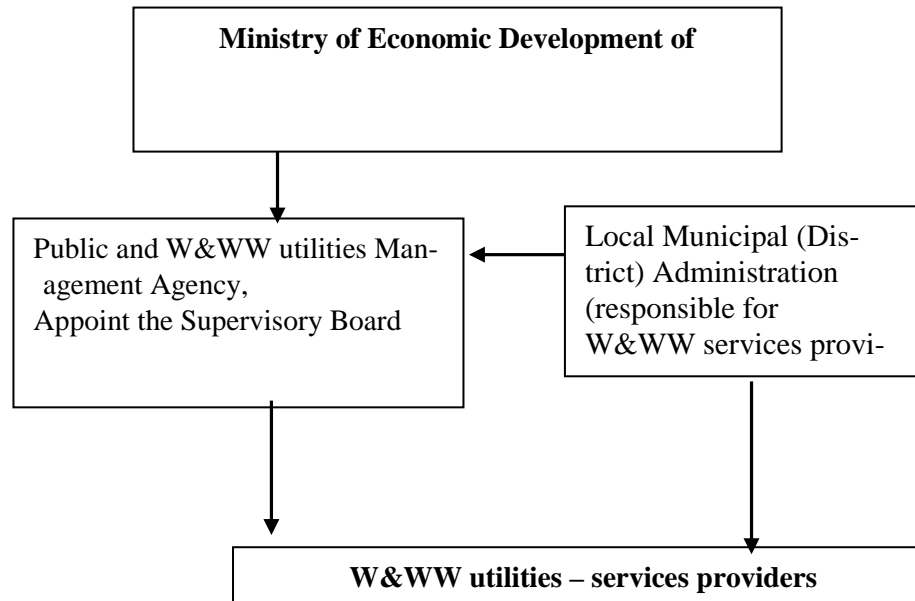 Ministry of Economic Development of
Public and W&WW utilities Man-
agement Agency,
Appoint the Supervisory Board
Local Municipal (Dis-
trict) Administration
(responsible for
W&WW services provi-
W&WW utilities – services providers